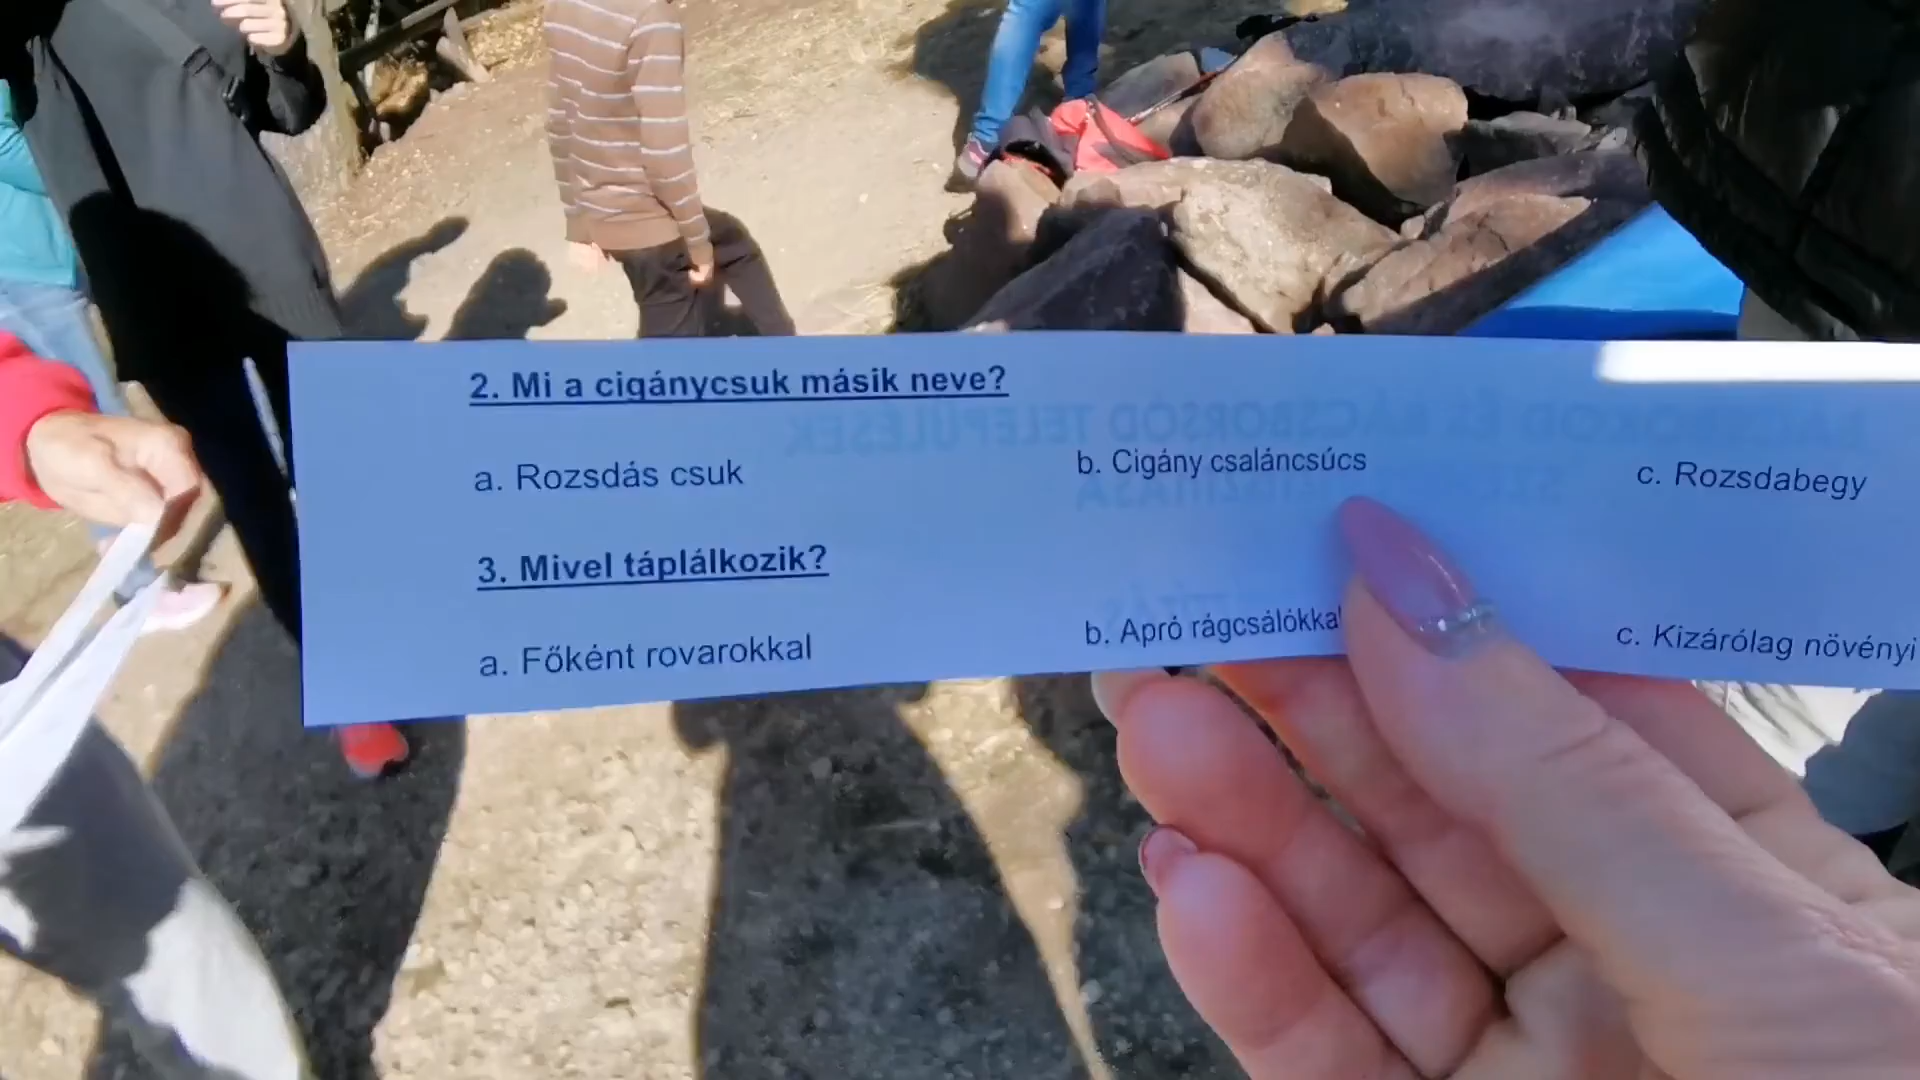 2. Mi a cigánycsuk másik neve?
a. Rozsdás csuk b. Cigány csaláncsúcs c. Rozsdabegy
3. Mivel táplálkozik?
a. Főként rovarokkal b. Apró rágcsálókkal c. Kizárólag növényi